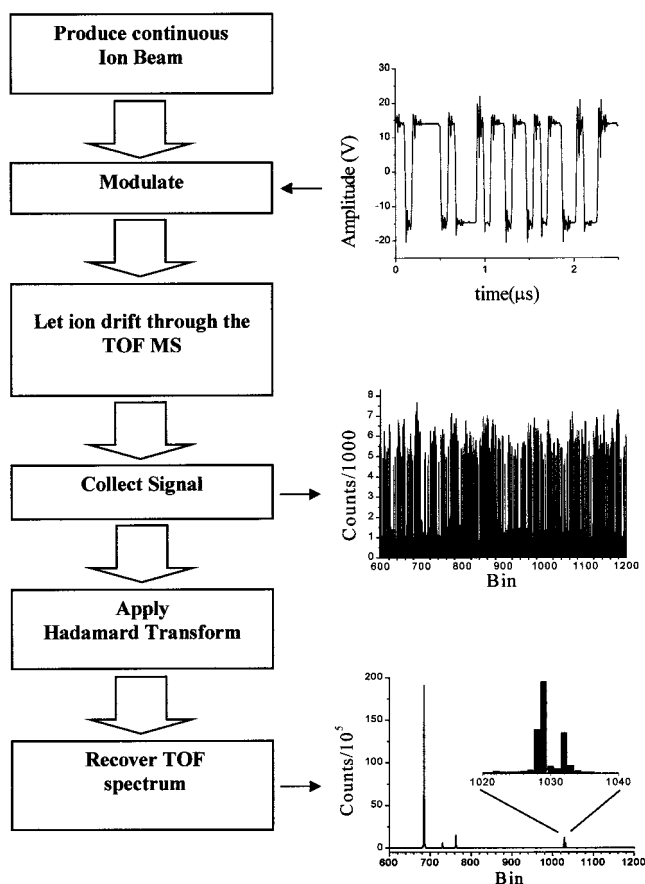 Produce continuous
Ion Beam
Modulate
Let ion drift through the
TOF MS
Collect Signal
Apply
Hadamard Transform
Recover TOF
spectrum
30
20
10
0
-10
-20
Amplitude (V)
0 1 2
time(μs)
8
7
6
5
4
3
2
1
0
Counts/1000
600 700 800 900 1000 1100 1200
Bin
200
150
100
50
0
Counts/10^5
1020 1030 1040
600 700 800 900 1000 1100 1200
Bin